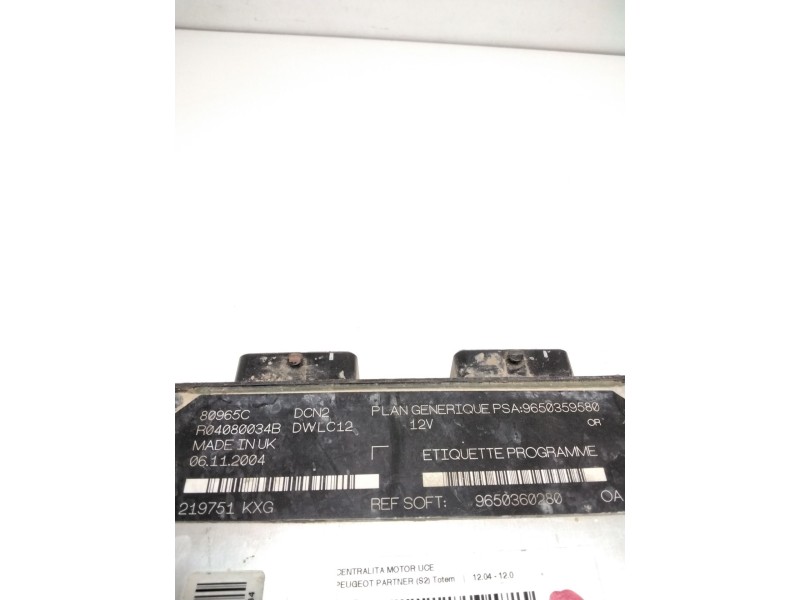 80965C DCN2 PLAN GENERIQUE PSA:9650359580
R04080034B DWLC12 12V OR
MADE IN UK
06.11.2004 ETIQUETTE PROGRAMME
219751 KXG REF SOFT: 9650360280 OA
CENTRALITA MOTOR UCE
PEUGEOT PARTNER (S2) Totem | 12.04 - 12.0